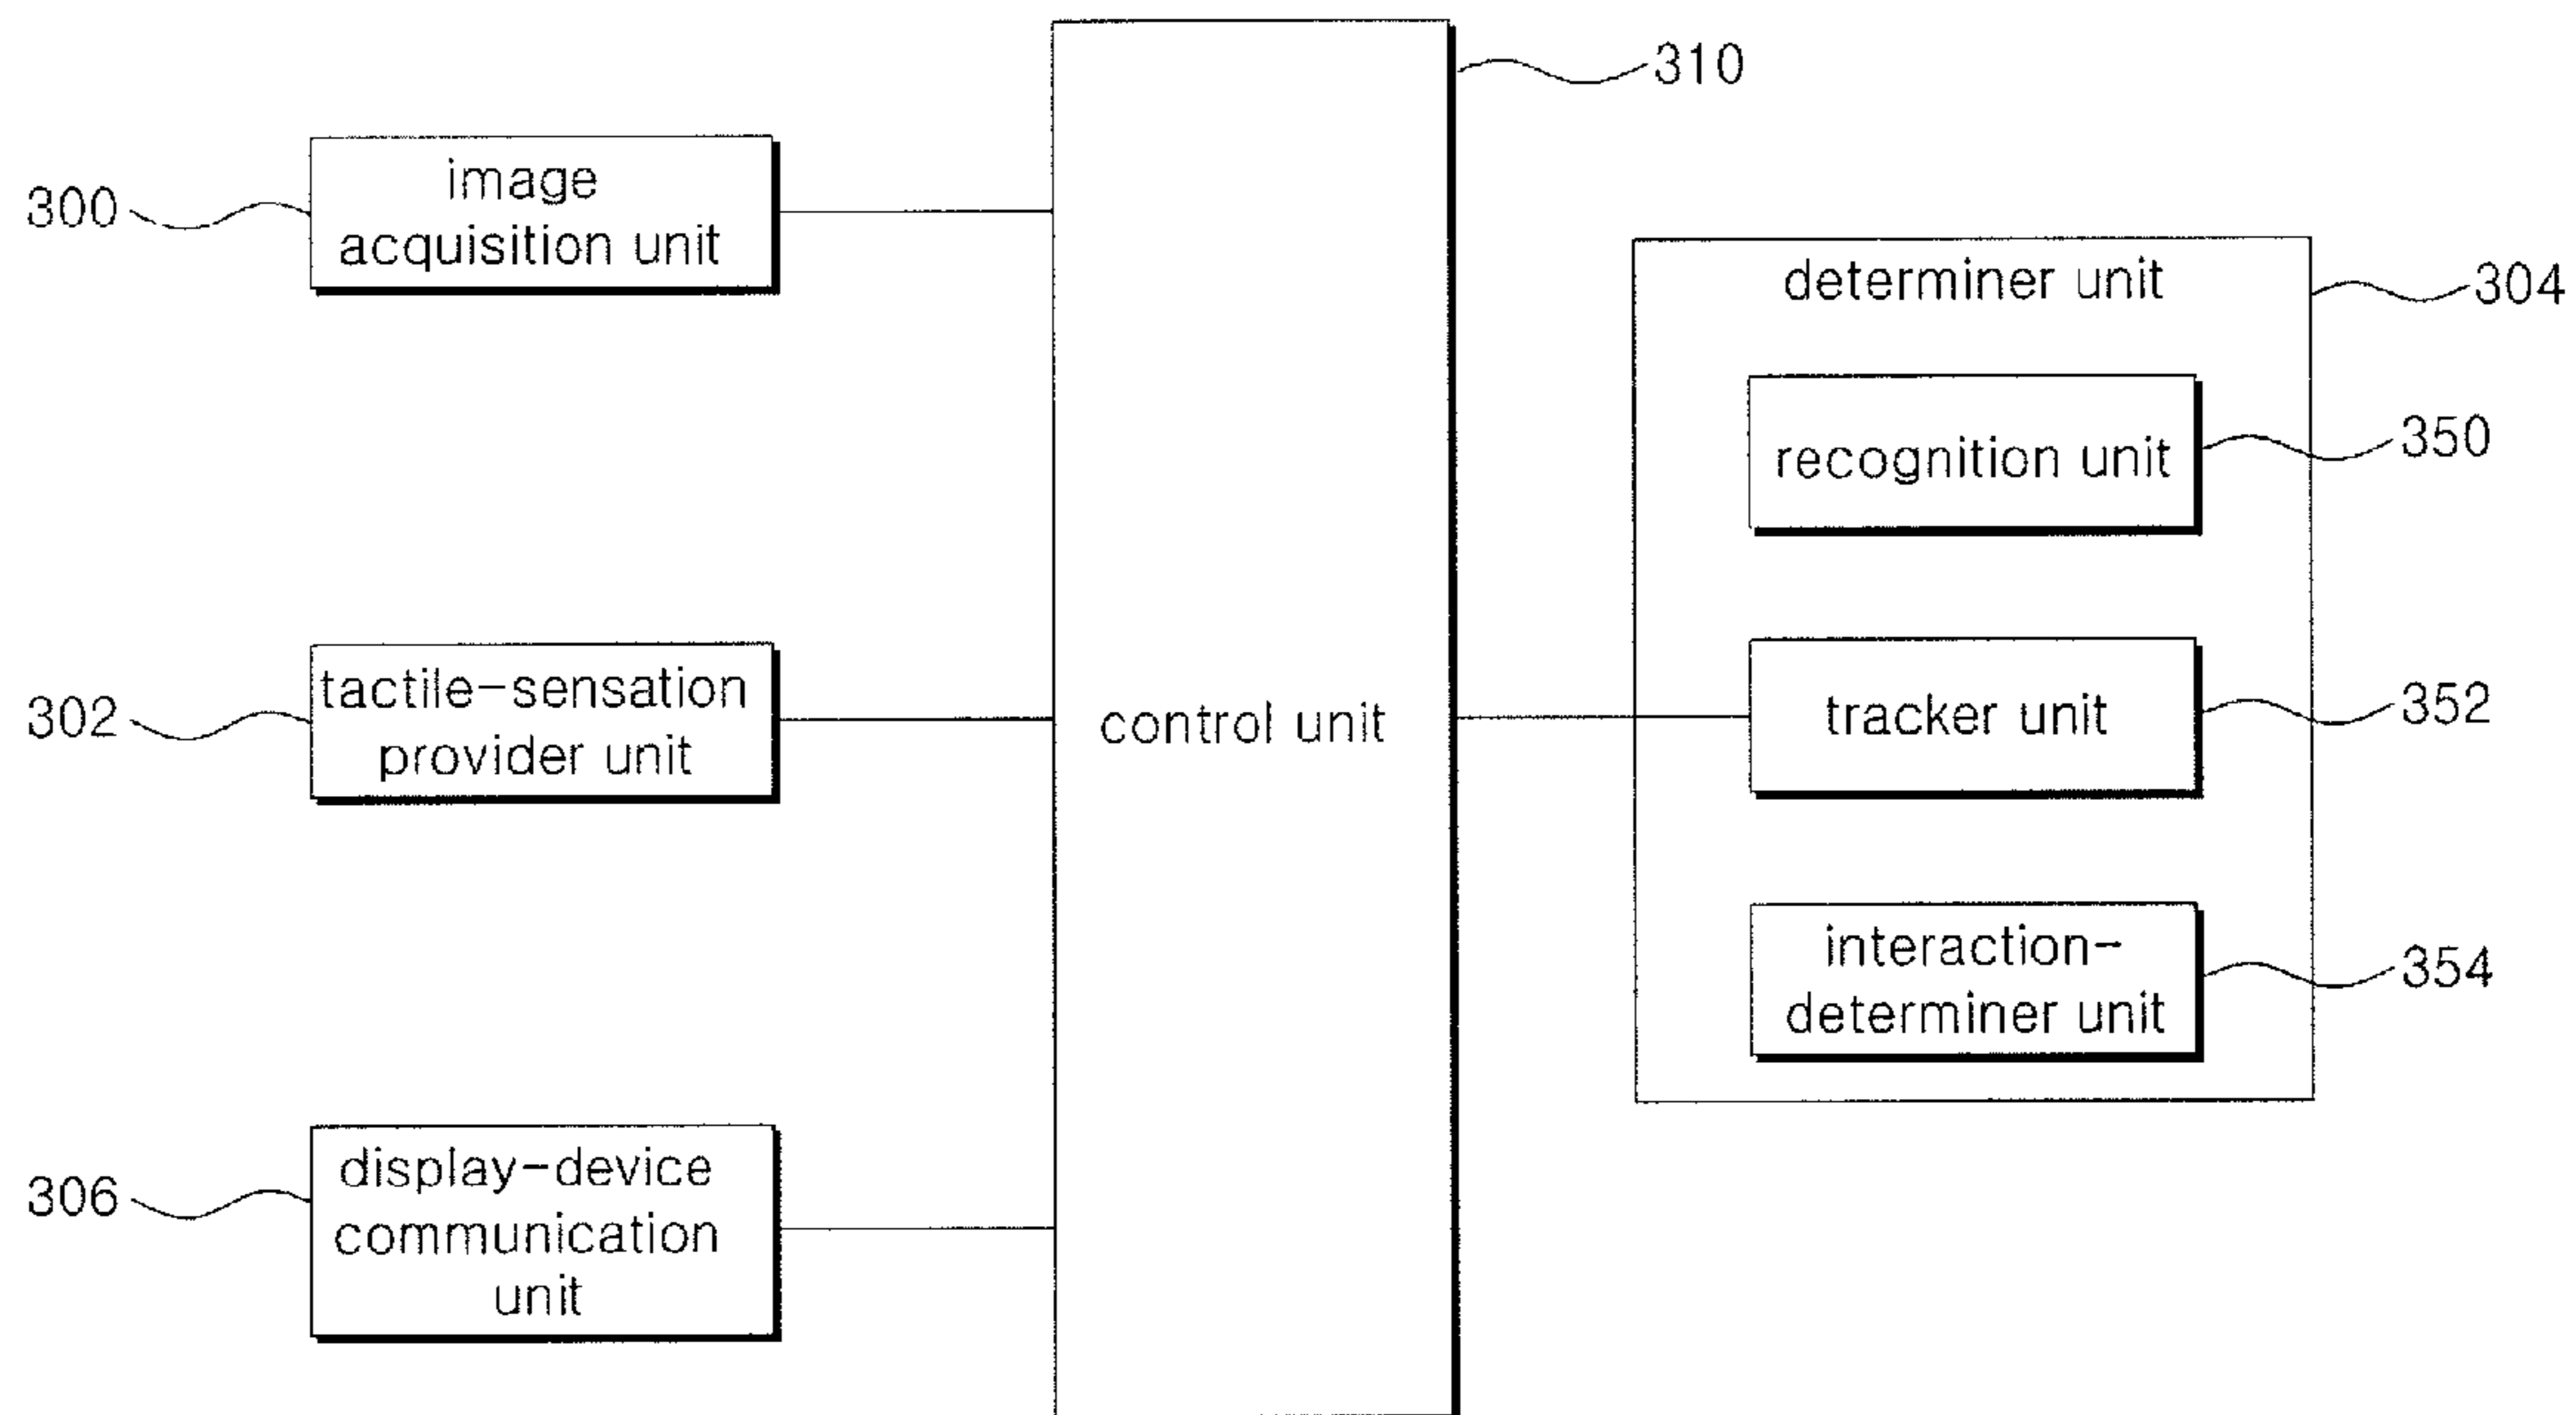 310
300
image
acquisition unit
determiner unit
304
recognition unit
350
302
tactile-sensation
provider unit
control unit
tracker unit
352
interaction-
determiner unit
354
306
display-device
communication
unit